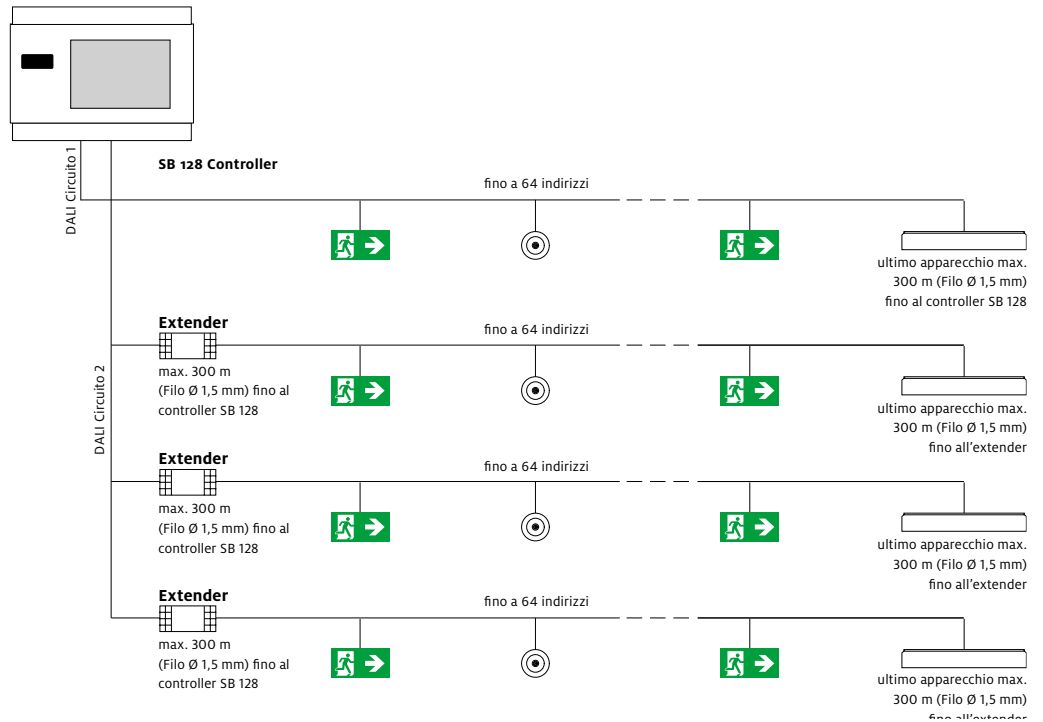 SB 128 Controller
DALI Circuito 1
fino a 64 indirizzi
ultimo apparecchio max.
300 m (Filo Ø 1,5 mm)
fino al controller SB 128
DALI Circuito 2
Extender
max. 300 m
(Filo Ø 1,5 mm) fino al
controller SB 128
fino a 64 indirizzi
ultimo apparecchio max.
300 m (Filo Ø 1,5 mm)
fino all'extender
Extender
max. 300 m
(Filo Ø 1,5 mm) fino al
controller SB 128
fino a 64 indirizzi
ultimo apparecchio max.
300 m (Filo Ø 1,5 mm)
fino all'extender
Extender
max. 300 m
(Filo Ø 1,5 mm) fino al
controller SB 128
fino a 64 indirizzi
ultimo apparecchio max.
300 m (Filo Ø 1,5 mm)
fino all'extender